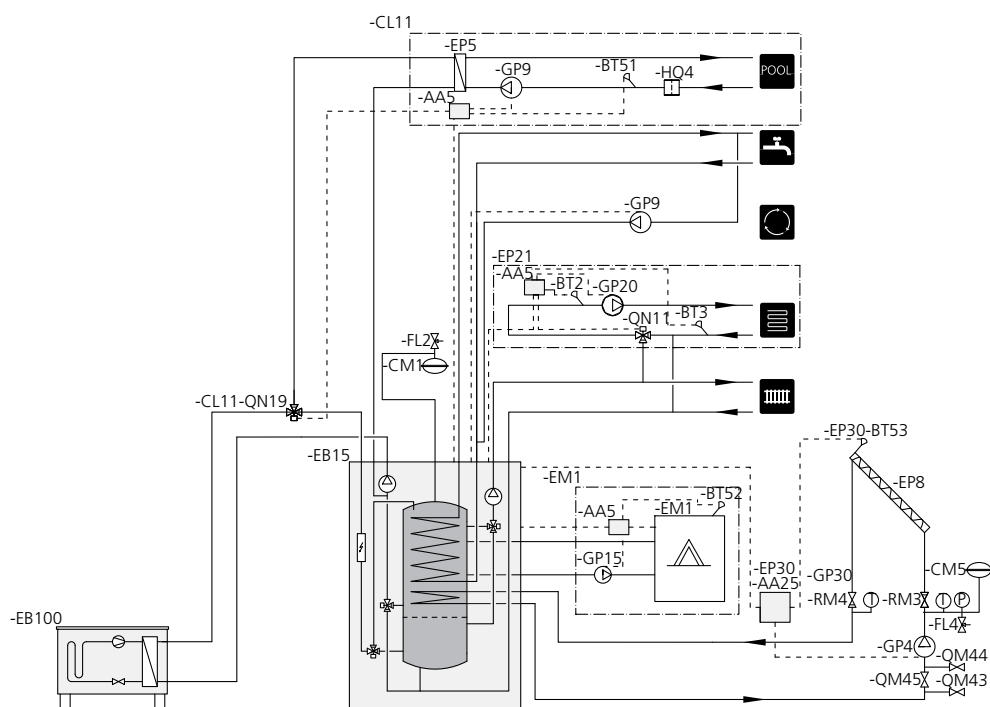 -CL11
-EP5
-GP9
-BT51
-HQ4
POOL
-AA5
-GP9
-EP21
-AA5
-BT2
-GP20
-QN11
-BT3
-FL2
-CM1
-CL11-QN19
-EP30-BT53
-EB15
-EM1
-EP8
-BT52
-AA5
-EM1
-GP15
-EP30
-AA25
-GP30
-CM5
-RM4
T
-RM3
T
P
-EB100
-FL4
-GP4
-QM44
-QM45
-QM43